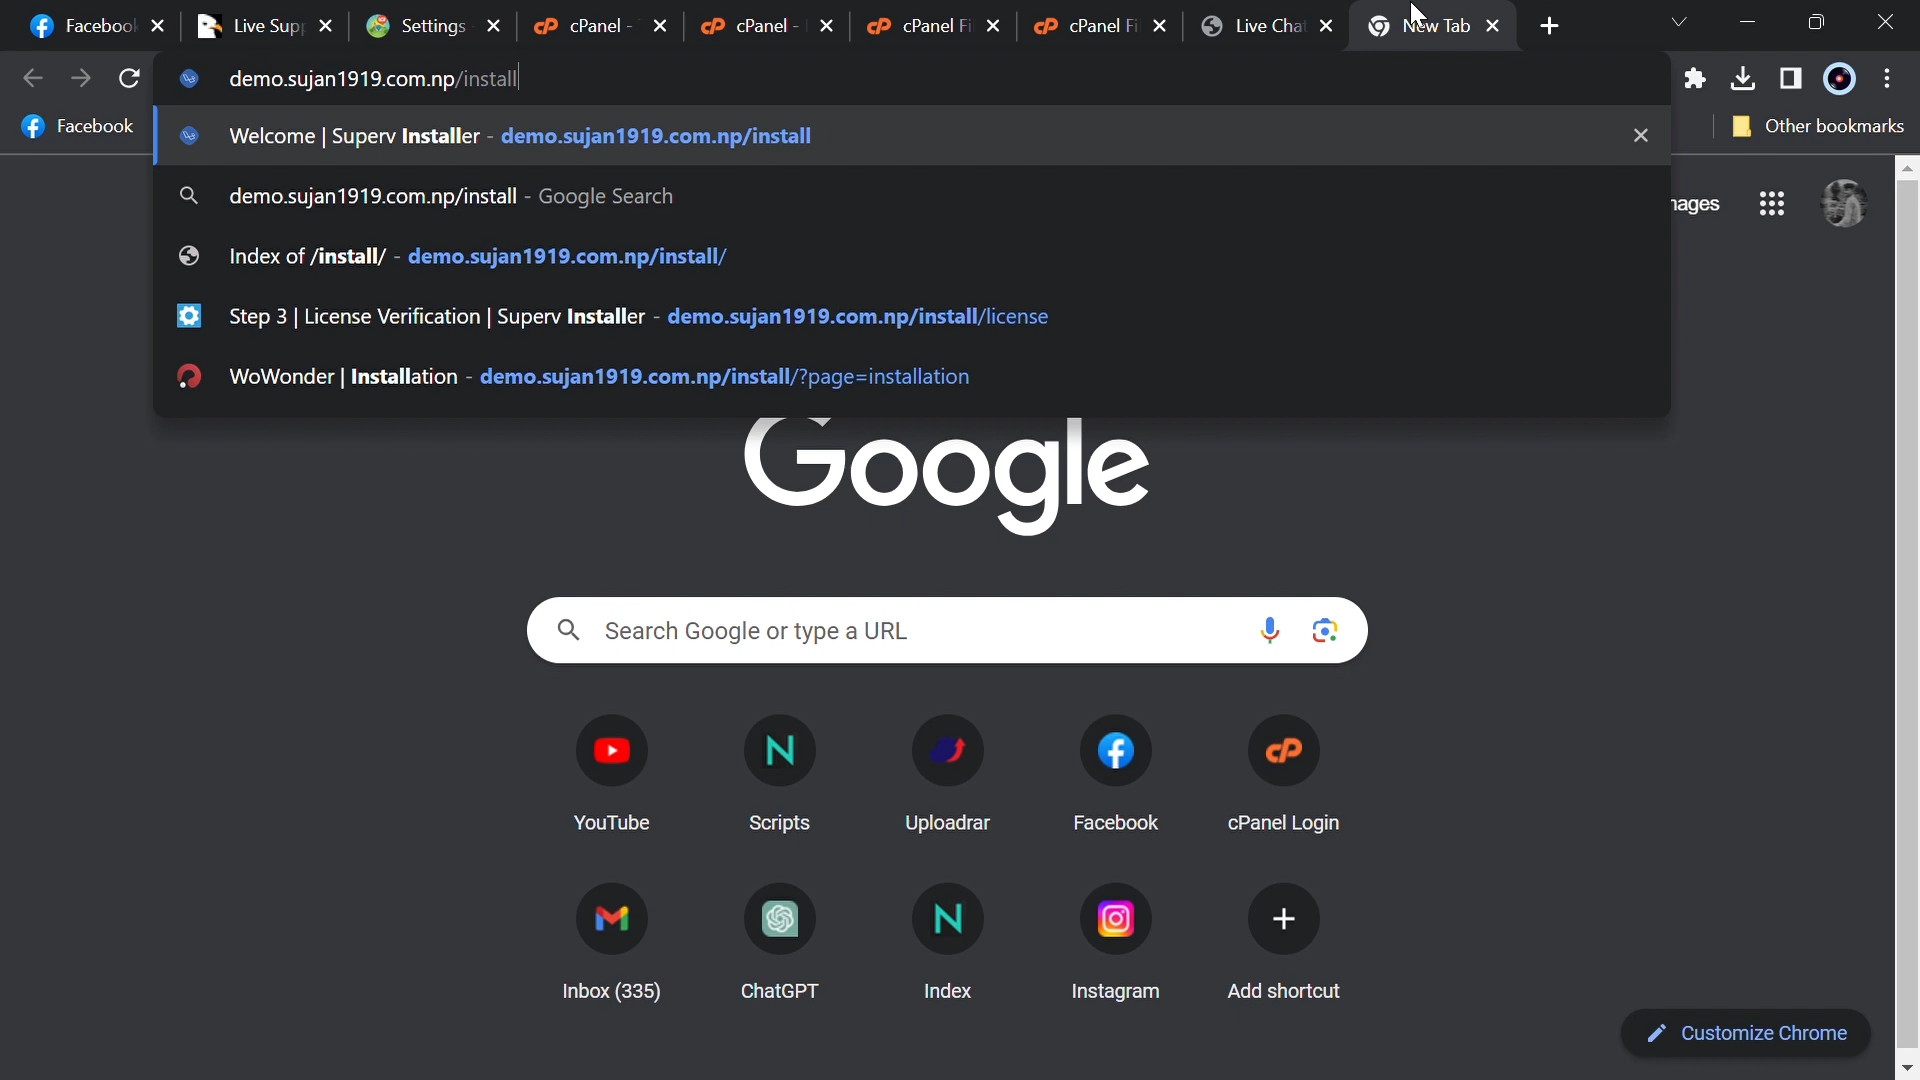 Facebook Live Supp Settings cPanel - cPanel - cPanel Fi cPanel Fi Live Chat New Tab
demo.sujan1919.com.np/install
Facebook
Other bookmarks
Welcome | Superv Installer - demo.sujan1919.com.np/install
demo.sujan1919.com.np/install - Google Search
nages
Index of /install/ - demo.sujan1919.com.np/install/
Step 3 | License Verification | Superv Installer - demo.sujan1919.com.np/install/license
WoWonder | Installation - demo.sujan1919.com.np/install/?page=installation
Google
Search Google or type a URL
YouTube Scripts Uploadrar Facebook cPanel Login
Inbox (335) ChatGPT Index Instagram Add shortcut
Customize Chrome